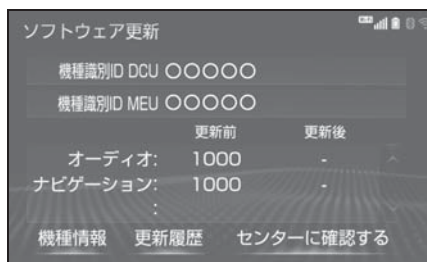 ソフトウェア更新
機種識別ID DCU 〇〇〇〇〇
機種識別ID MEU 〇〇〇〇〇
更新前 更新後
オーディオ: 1000 -
ナビゲーション: 1000 -
:
機種情報 更新履歴 センターに確認する